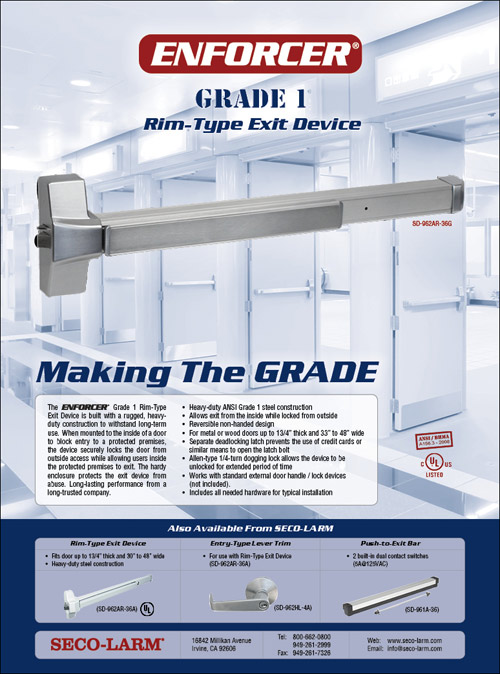 ENFORCER®
GRADE 1
Rim-Type Exit Device
SD-962AR-36G
Making The GRADE
The ENFORCER® Grade 1 Rim-Type
Exit Device is built with a rugged, heavy-
duty construction to withstand long-term
use. When mounted to the inside of a door
to block entry to a protected premises,
the device securely locks the door from
outside access while allowing users inside
the protected premises to exit. The hardy
enclosure protects the exit device from
abuse. Long-lasting performance from a
long-trusted company.
• Heavy-duty ANSI Grade 1 steel construction
• Allows exit from the inside while locked from outside
• Reversible non-handed design
• For metal or wood doors up to 13/4" thick and 33" to 48" wide
• Separate deadlocking latch prevents the use of credit cards or
similar means to open the latch bolt
• Allen-type 1/4-turn dogging lock allows the device to be
unlocked for extended period of time
• Works with standard external door handle / lock devices
(not included).
• Includes all needed hardware for typical installation
ANSI / BHMA
A156.3 - 2008
C UL US
LISTED
Also Available From SECO-LARM
Rim-Type Exit Device
• Fits door up to 13/4" thick and 30" to 48" wide
• Heavy-duty steel construction
(SD-962AR-36A) UL
Entry-Type Lever Trim
• For use with Rim-Type Exit Device
(SD-962AR-36A)
(SD-962HL-4A)
Push-to-Exit Bar
• 2 built-in dual contact switches
(5A@125VAC)
(SD-961A-36)
SECO-LARM®
16842 Millikan Avenue
Irvine, CA 92606
Tel: 800-662-0800
949-261-2999
Fax: 949-261-7326
Web: www.seco-larm.com
Email: info@seco-larm.com